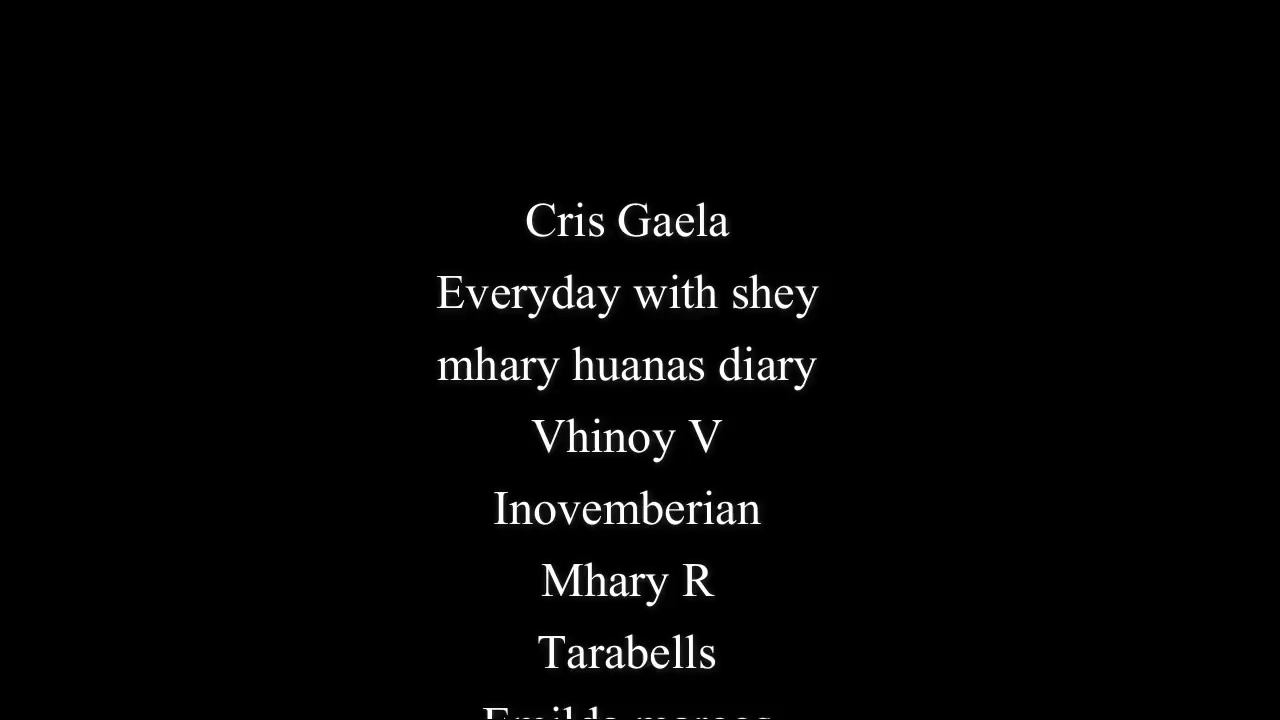 Cris Gaela
Everyday with shey
mhary huanas diary
Vhinoy V
Inovemberian
Mhary R
Tarabells